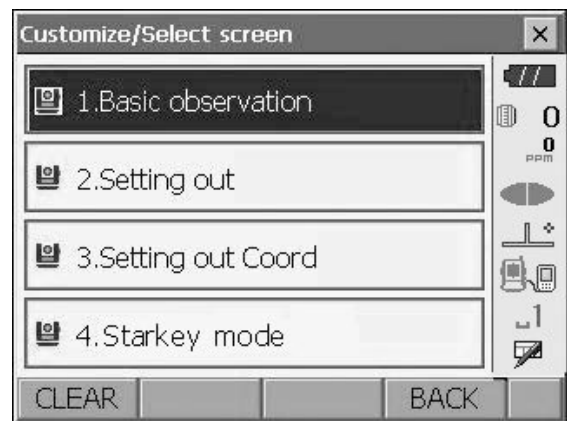 Customize/Select screen
1.Basic observation
0
0
PPM
2.Setting out
3.Setting out Coord
1
4.Starkey mode
CLEAR
BACK